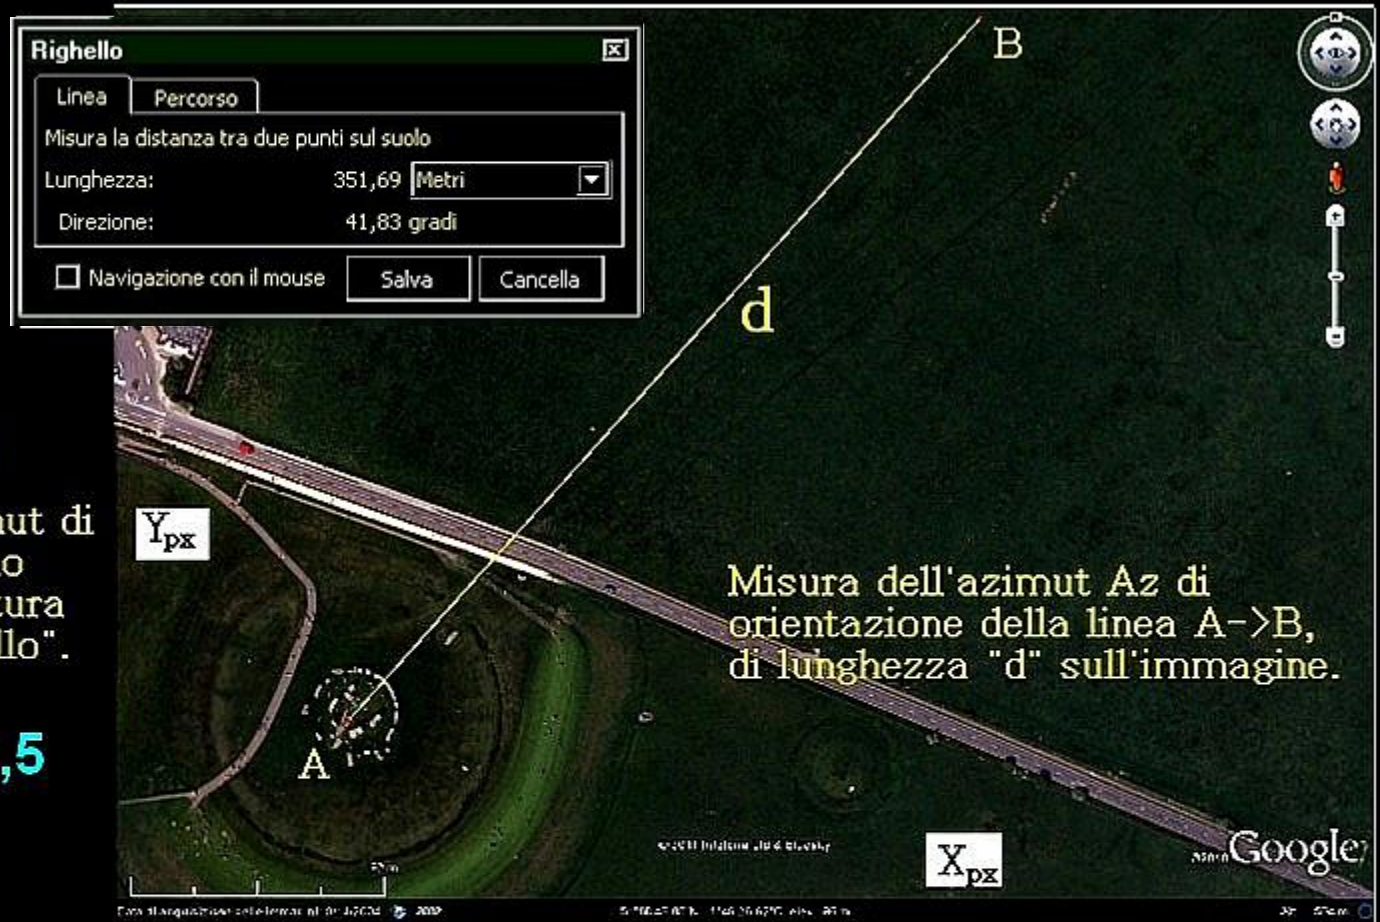 Righello
Linea
Percorso
Misura la distanza tra due punti sul suolo
Lunghezza:
351,69
Metri
Direzione:
41,83 gradi
Navigazione con il mouse
Salva
Cancella
B
d
A
Ypx
Xpx
ut di
o
tura
llo".
,5
Misura dell'azimut Az di
orientazione della linea A->B,
di lunghezza "d" sull'immagine.
Google